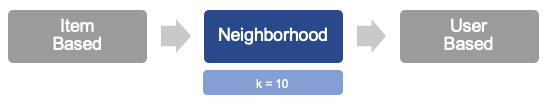 Item
Based
Neighborhood
k = 10
User
Based